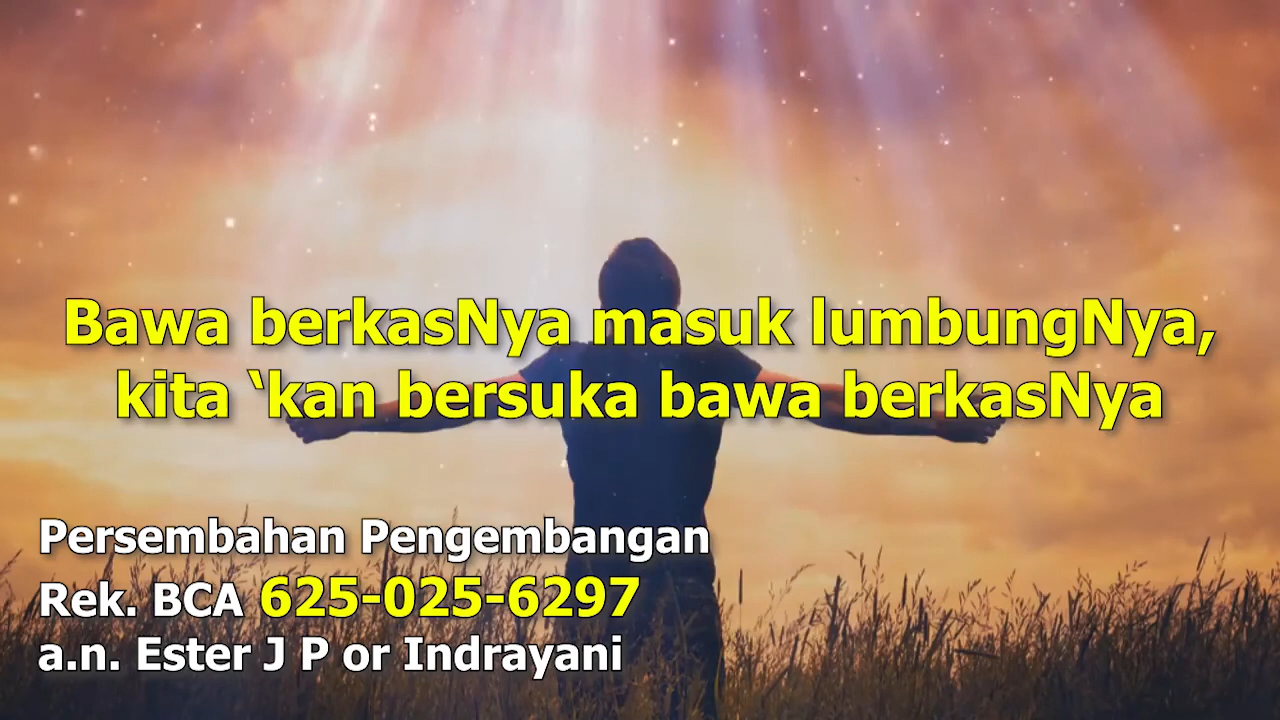 Bawa berkasNya masuk lumbungNya,
kita ‘kan bersuka bawa berkasNya
Persembahan Pengembangan
Rek. BCA 625-025-6297
a.n. Ester J P or Indrayani